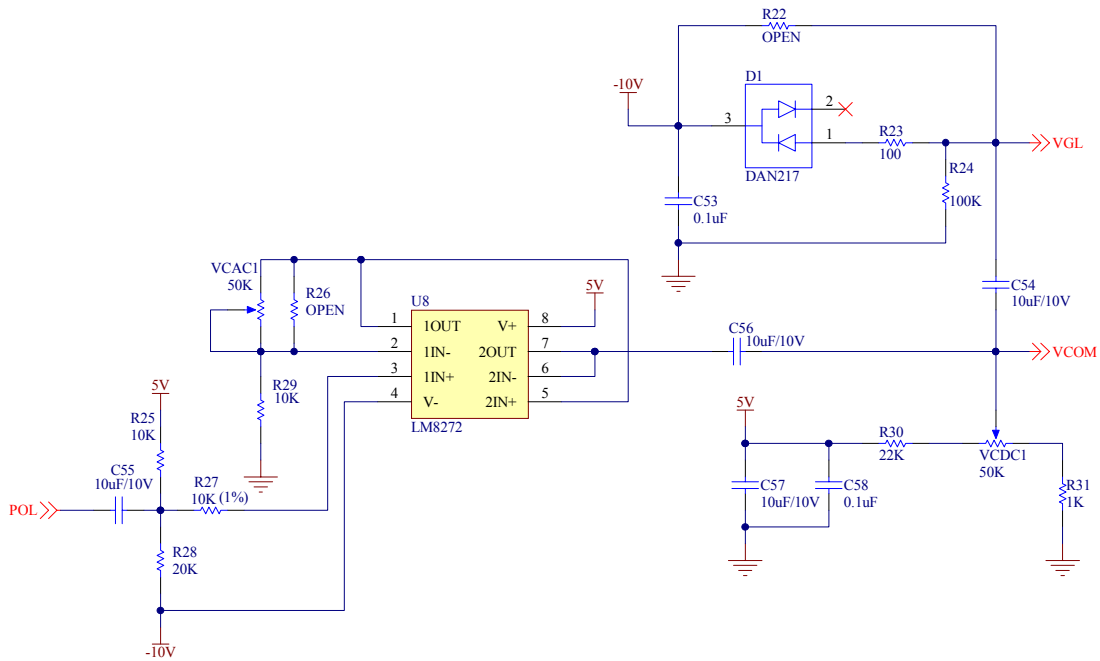 R22
OPEN
D1
-10V
2
3
1
R23
100
VGL
R24
100K
DAN217
C53
0.1uF
VCAC1
50K
R26
OPEN
5V
C54
10uF/10V
U8
1 1OUT V+ 8
2 1IN- 2OUT 7
3 1IN+ 2IN- 6
4 V- 2IN+ 5
LM8272
C56
10uF/10V
VCOM
R29
10K
5V
R25
10K
5V
R30
22K
VCDC1
50K
C55
10uF/10V
R27
10K (1%)
C57
10uF/10V
C58
0.1uF
R31
1K
POL
R28
20K
-10V